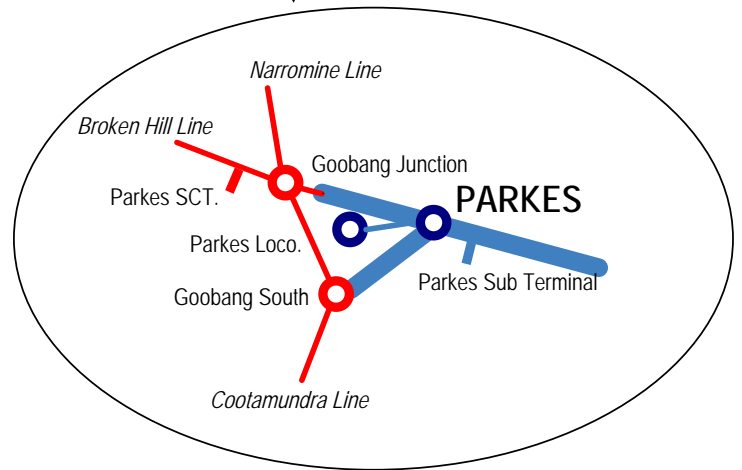 Narromine Line
Broken Hill Line
Goobang Junction
Parkes SCT.
PARKES
Parkes Loco.
Parkes Sub Terminal
Goobang South
Cootamundra Line